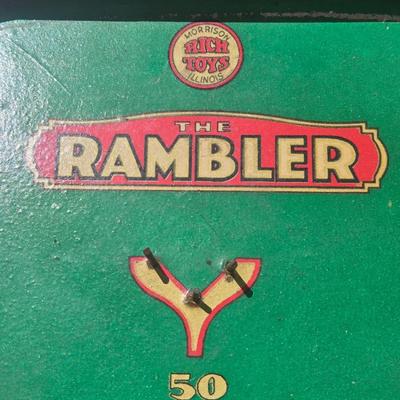 MORRISON
RICH
TOYS
ILLINOIS
THE
RAMBLER
50